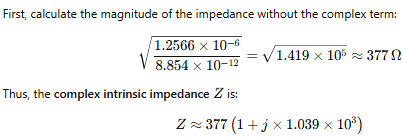 First, calculate the magnitude of the impedance without the complex term:
√(1.2566 × 10⁻⁶ / 8.854 × 10⁻¹²) = √(1.419 × 10⁵) ≈ 377 Ω
Thus, the complex intrinsic impedance Z is:
Z ≈ 377 (1 + j × 1.039 × 10³)